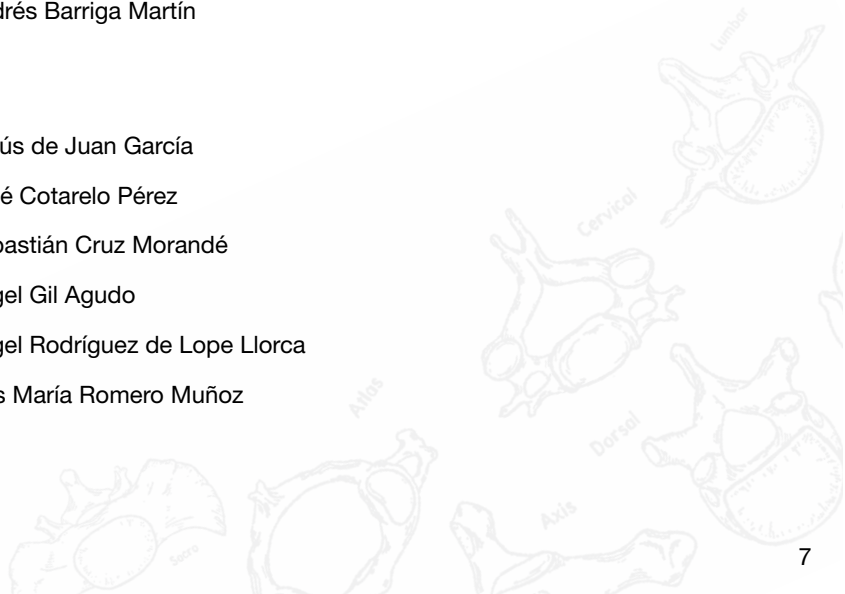 drés Barriga Martín
ús de Juan García
é Cotarelo Pérez
bastián Cruz Morandé
gel Gil Agudo
gel Rodríguez de Lope Llorca
s María Romero Muñoz
Lumbar
Cervical
Atlas
Dorsal
Axis
Sacro
7